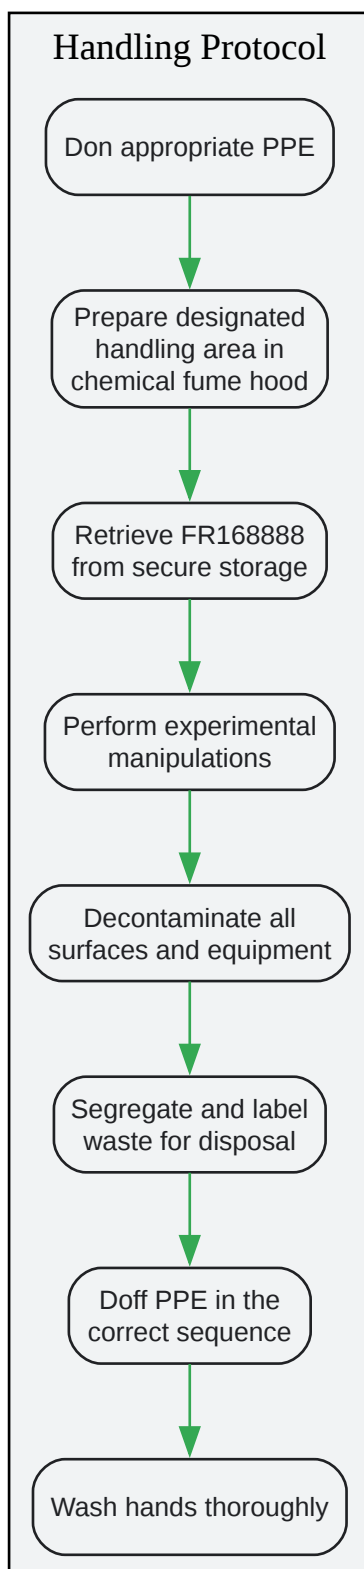 Handling Protocol
Don appropriate PPE
Prepare designated
handling area in
chemical fume hood
Retrieve FR168888
from secure storage
Perform experimental
manipulations
Decontaminate all
surfaces and equipment
Segregate and label
waste for disposal
Doff PPE in the
correct sequence
Wash hands thoroughly